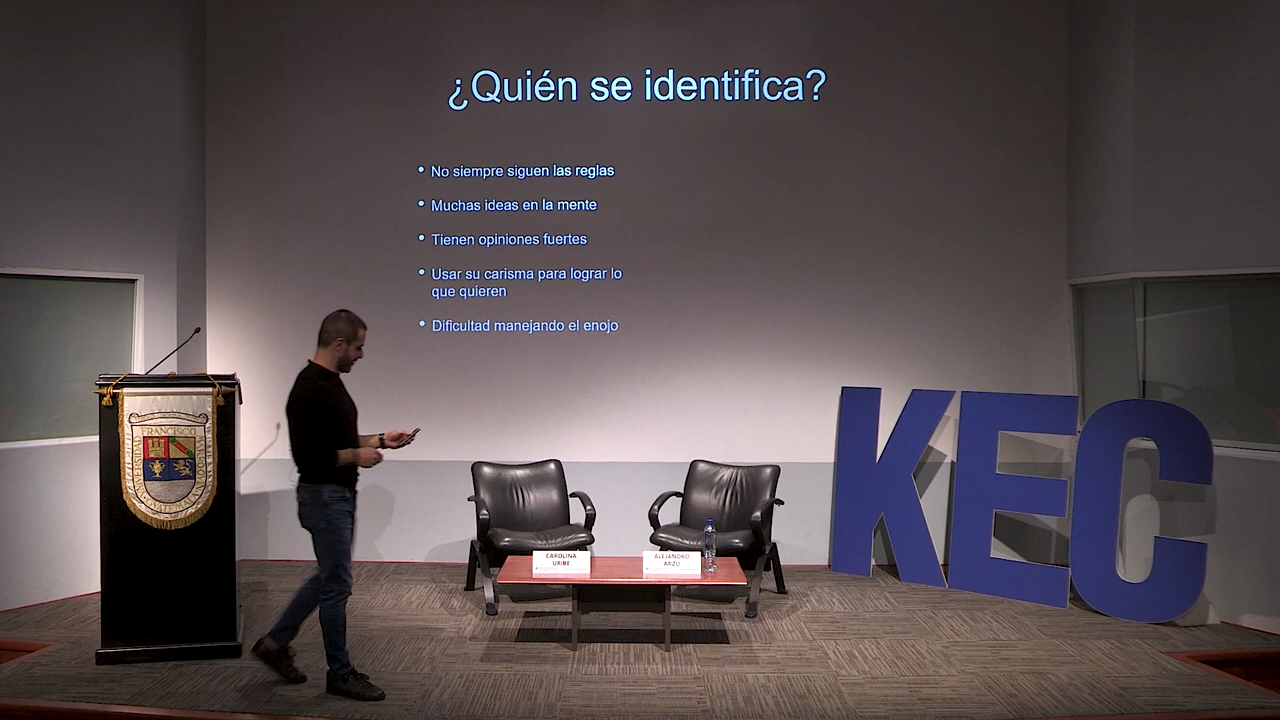 ¿Quién se identifica?
• No siempre siguen las reglas
• Muchas ideas en la mente
• Tienen opiniones fuertes
• Usar su carisma para lograr lo
que quieren
• Dificultad manejando el enojo
KEC
FRANCISCO
CAROLINA
URIBE
ALEJANDRO
ARZÚ